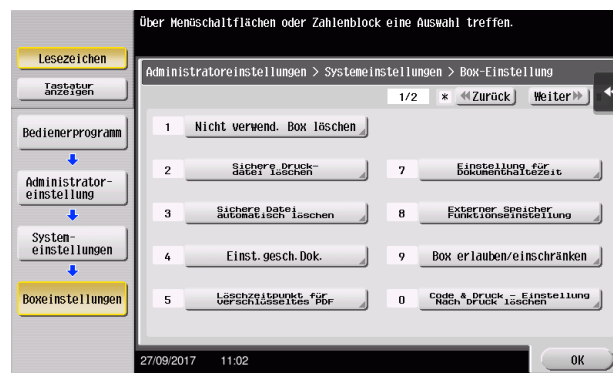 Über Menüschaltflächen oder Zahlenblock eine Auswahl treffen.
Lesezeichen
Tastatur
anzeigen
Bedienerprogramm
Administrator-
einstellung
System-
einstellungen
Boxeinstellungen
Administratoreinstellungen > Systemeinstellungen > Box-Einstellung
1/2 * Zurück Weiter
1 Nicht verwend. Box löschen
2 Sichere Druck-
datei löschen
3 Sichere Datei
automatisch löschen
4 Einst.gesch.Dok.
5 Löschzeitpunkt für
verschlüsseltes PDF
7 Einstellung für
Dokumenthaltezeit
8 Externer Speicher
Funktionseinstellung
9 Box erlauben/einschränken
0 Code & Druck - Einstellung
Nach Druck löschen
27/09/2017 11:02
OK